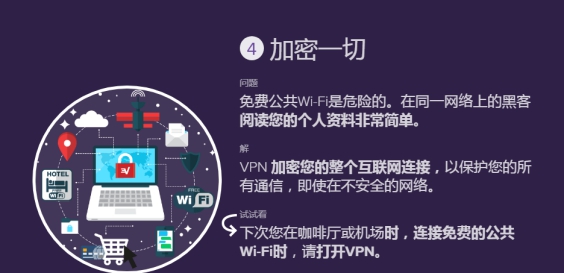 4 加密一切
问题
免费公共Wi-Fi是危险的。在同一网络上的黑客
阅读您的个人资料非常简单。
解
VPN 加密您的整个互联网连接，以保护您的所
有通信，即使在不安全的网络。
试试看
下次您在咖啡厅或机场时，连接免费的公共
Wi-Fi时，请打开VPN。
HOTEL
WiFi
FREE
WiFi